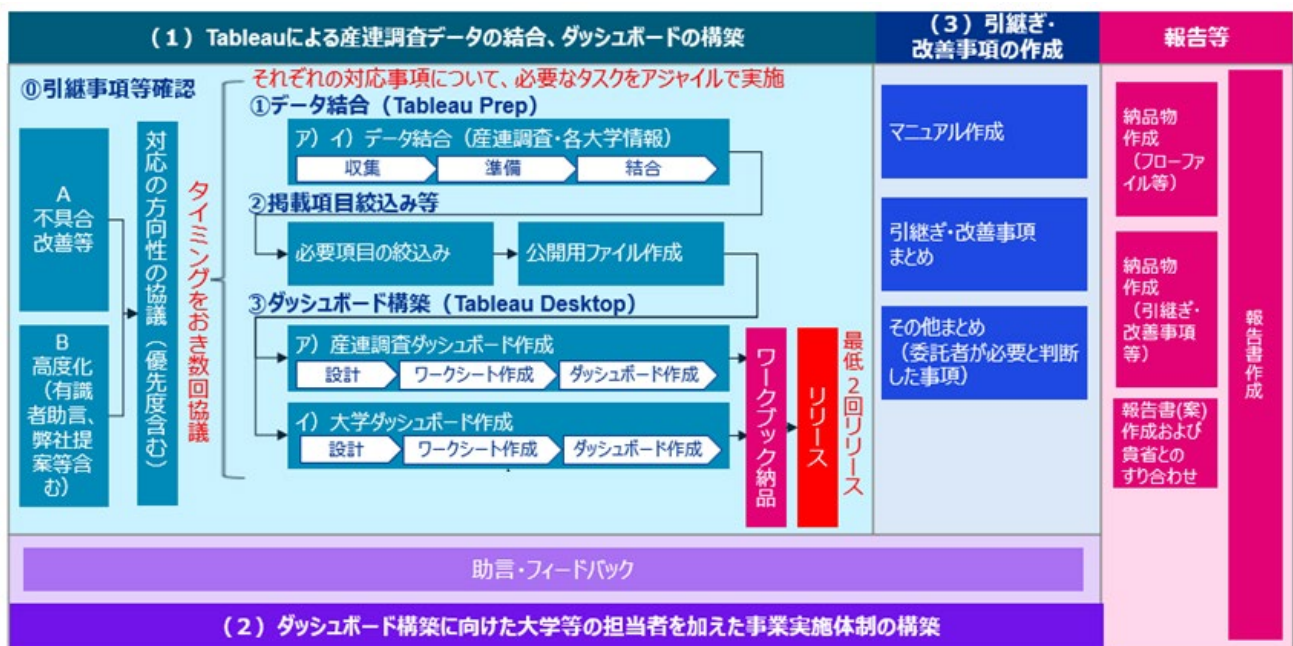 (1)Tableauによる産連調査データの結合、ダッシュボードの構築
(3)引継ぎ・
改善事項の作成
報告等
⓪引継事項等確認
A
不具合
改善等
B
高度化
(有識
者助言、
弊社提
案等含
む)
対応の方向性の協議(優先度含む)
タイミングをおき数回協議
それぞれの対応事項について、必要なタスクをアジャイルで実施
①データ結合(Tableau Prep)
ア)イ)データ結合(産連調査・各大学情報)
収集
準備
結合
②掲載項目絞込み等
必要項目の絞込み
公開用ファイル作成
③ダッシュボード構築(Tableau Desktop)
ア)産連調査ダッシュボード作成
設計
ワークシート作成
ダッシュボード作成
イ)大学ダッシュボード作成
設計
ワークシート作成
ダッシュボード作成
ワークブック納品
リリース
最低2回リリース
マニュアル作成
引継ぎ・改善事項
まとめ
その他まとめ
(委託者が必要と判断
した事項)
納品物
作成
(フローファ
イル等)
納品物
作成
(引継ぎ・
改善事項
等)
報告書(案)
作成および
貴省との
すり合わせ
報告書作成
助言・フィードバック
(2)ダッシュボード構築に向けた大学等の担当者を加えた事業実施体制の構築